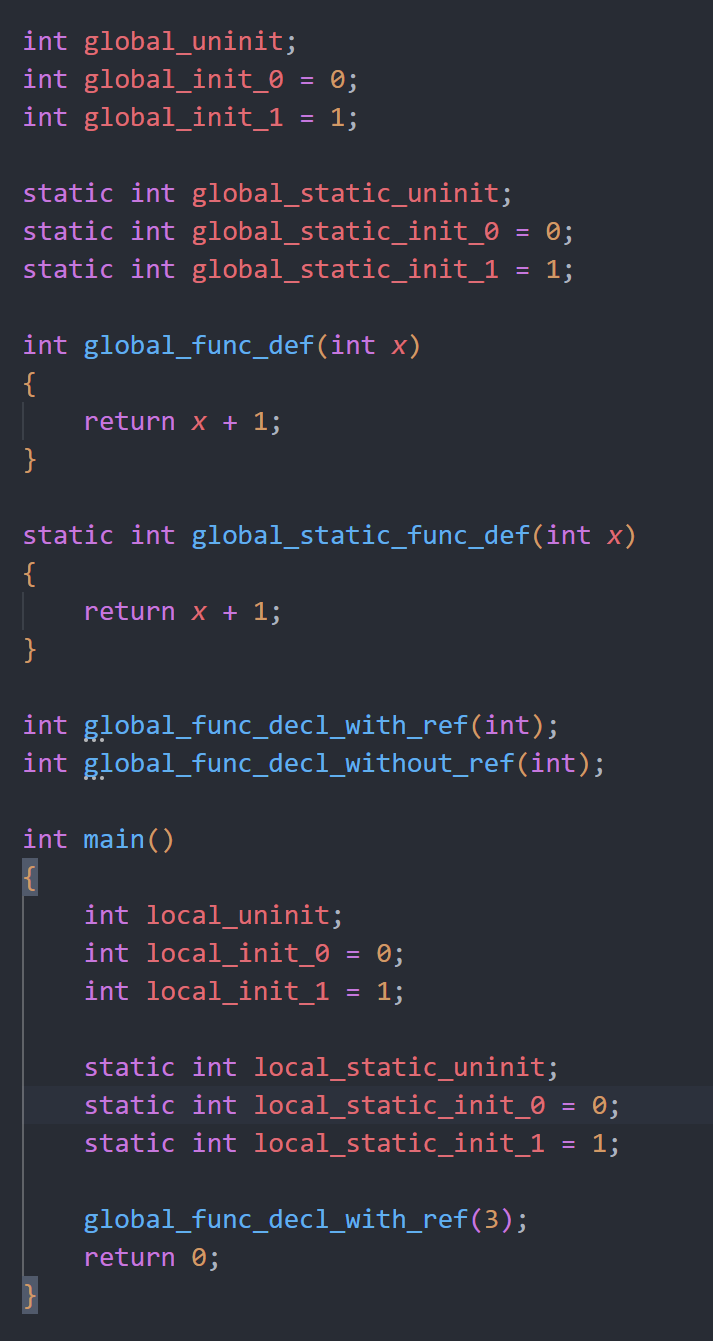 int global_uninit;
int global_init_0 = 0;
int global_init_1 = 1;

static int global_static_uninit;
static int global_static_init_0 = 0;
static int global_static_init_1 = 1;

int global_func_def(int x)
{
    return x + 1;
}

static int global_static_func_def(int x)
{
    return x + 1;
}

int global_func_decl_with_ref(int);
int global_func_decl_without_ref(int);

int main()
{
    int local_uninit;
    int local_init_0 = 0;
    int local_init_1 = 1;

    static int local_static_uninit;
    static int local_static_init_0 = 0;
    static int local_static_init_1 = 1;

    global_func_decl_with_ref(3);
    return 0;
}